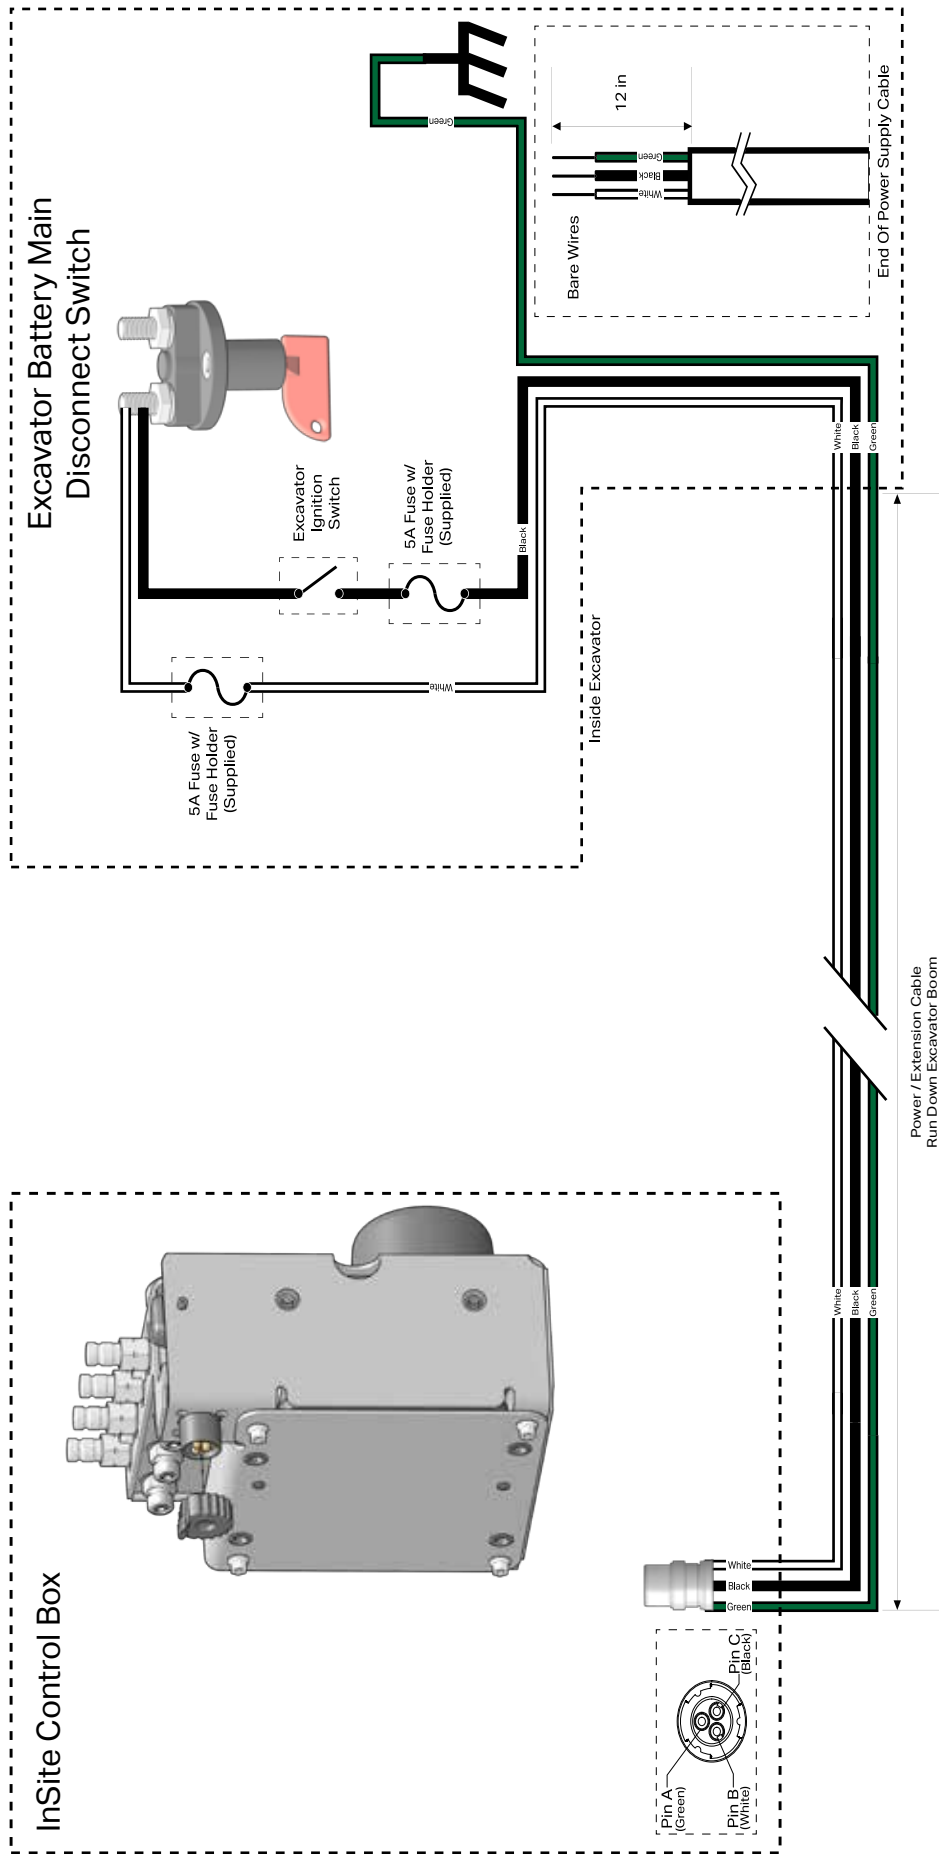 InSite Control Box
Excavator Battery Main
Disconnect Switch
5A Fuse w/
Fuse Holder
(Supplied)
Excavator
Ignition
Switch
5A Fuse w/
Fuse Holder
(Supplied)
White
Black
Green
Inside Excavator
Bare Wires
12 in
White
Black
Green
End Of Power Supply Cable
Pin A
(Green)
Pin B
(White)
Pin C
(Black)
White
Black
Green
White
Black
Green
White
Black
Green
Power / Extension Cable
Run Down Excavator Boom